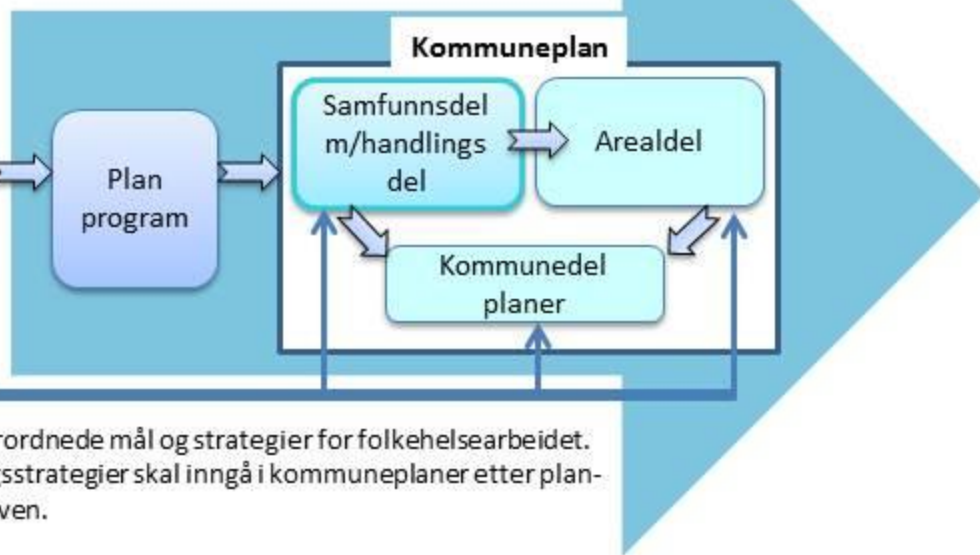 Kommuneplan
Samfunnsdel
m/handlings
del
Arealdel
Plan
program
Kommunedel
planer
rordnede mål og strategier for folkehelsearbeidet.
gsstrategier skal inngå i kommuneplaner etter plan-
ven.